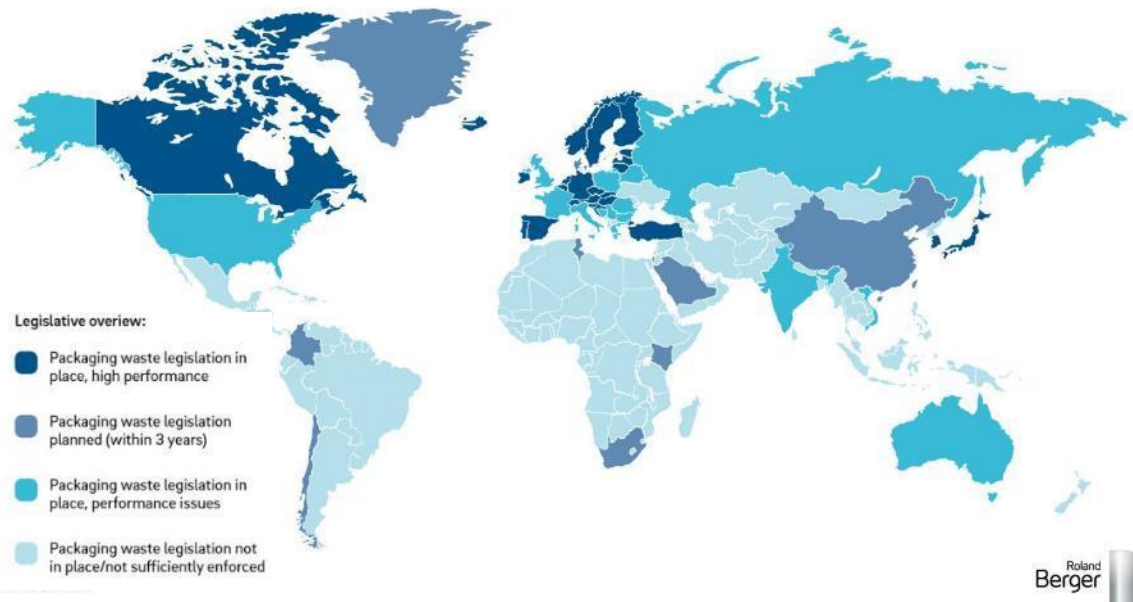 Legislative overiew:
Packaging waste legislation in
place, high performance
Packaging waste legislation
planned (within 3 years)
Packaging waste legislation in
place, performance issues
Packaging waste legislation not
in place/not sufficiently enforced
Roland
Berger